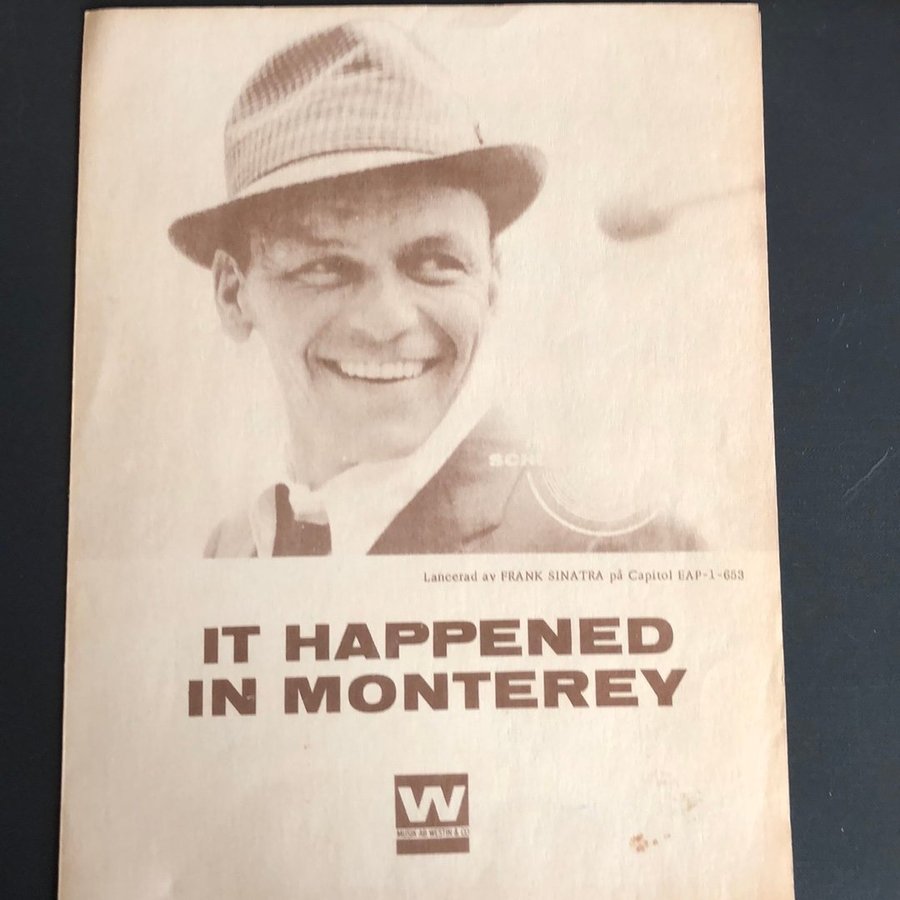 SCH
Lancerad av FRANK SINATRA på Capitol EAP-1-653
IT HAPPENED
IN MONTEREY
W
MUSIK AB WESTIN & CO